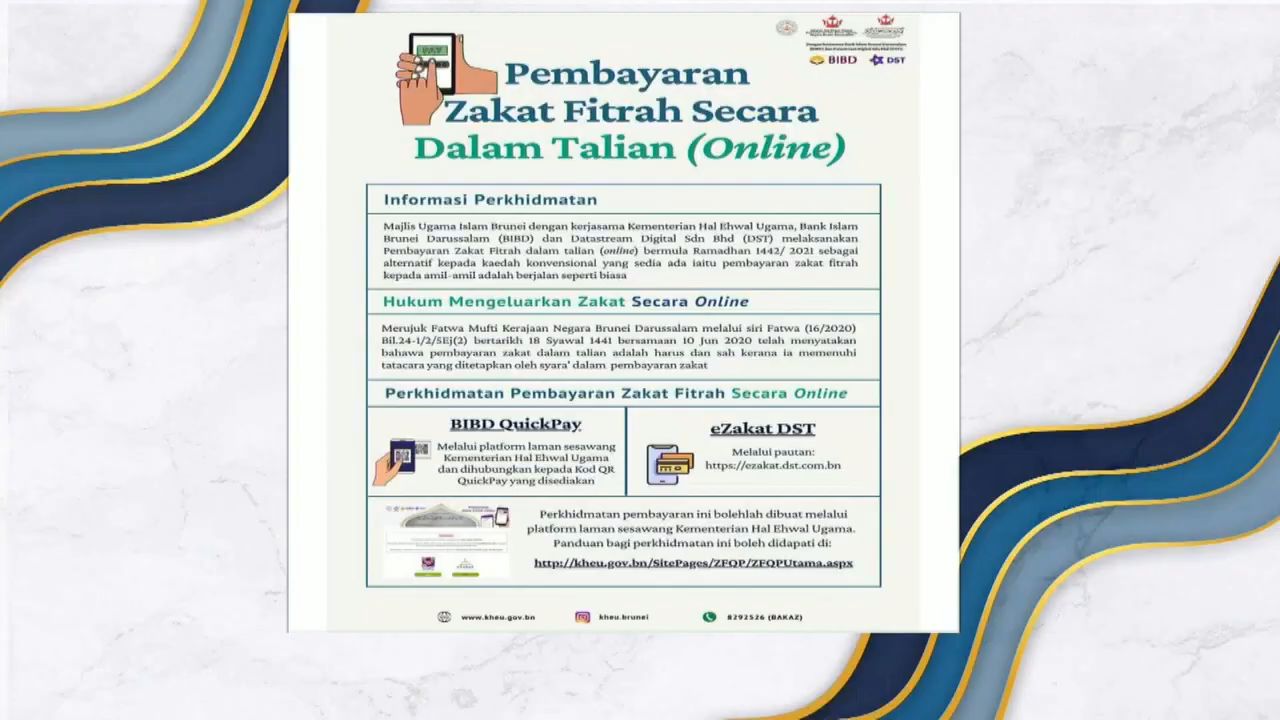 BIBD
DST
Pembayaran
Zakat Fitrah Secara
Dalam Talian (Online)
Informasi Perkhidmatan
Majlis Ugama Islam Brunei dengan kerjasama Kementerian Hal Ehwal Ugama, Bank Islam
Brunei Darussalam (BIBD) dan Datastream Digital Sdn Bhd (DST) melaksanakan
Pembayaran Zakat Fitrah dalam talian (online) bermula Ramadhan 1442/ 2021 sebagai
alternatif kepada kaedah konvensional yang sedia ada iaitu pembayaran zakat fitrah
kepada amil-amil adalah berjalan seperti biasa
Hukum Mengeluarkan Zakat Secara Online
Merujuk Fatwa Mufti Kerajaan Negara Brunei Darussalam melalui siri Fatwa (16/2020)
Bil.24-1/2/5Ej(2) bertarikh 18 Syawal 1441 bersamaan 10 Jun 2020 telah menyatakan
bahawa pembayaran zakat dalam talian adalah harus dan sah kerana ia memenuhi
tatacara yang ditetapkan oleh syara' dalam pembayaran zakat
Perkhidmatan Pembayaran Zakat Fitrah Secara Online
BIBD QuickPay
Melalui platform laman sesawang
Kementerian Hal Ehwal Ugama
dan dihubungkan kepada Kod QR
QuickPay yang disediakan
eZakat DST
Melalui pautan:
https://ezakat.dst.com.bn
Perkhidmatan pembayaran ini bolehlah dibuat melalui
platform laman sesawang Kementerian Hal Ehwal Ugama.
Panduan bagi perkhidmatan ini boleh didapati di:
http://kheu.gov.bn/SitePages/ZFQP/ZFQPUtama.aspx
www.kheu.gov.bn
kheu.brunei
8292526 (BAKAZ)